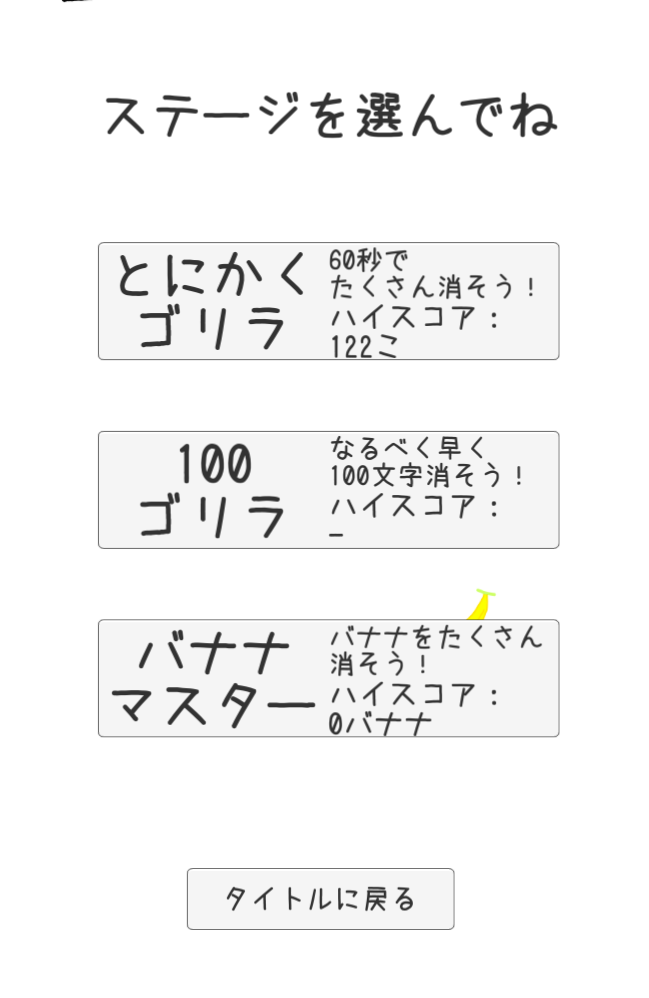 ステージを選んでね
とにかく
ゴリラ
60秒で
たくさん消そう！
ハイスコア：
122こ
100
ゴリラ
なるべく早く
100文字消そう！
ハイスコア：
—
バナナ
マスター
バナナをたくさん
消そう！
ハイスコア：
0バナナ
タイトルに戻る